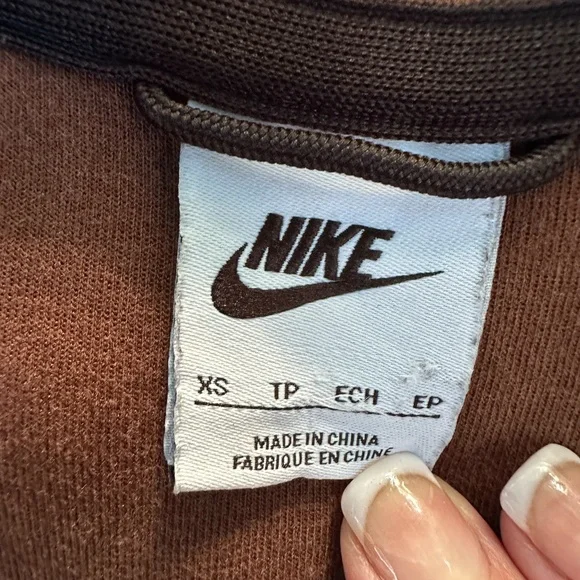 NIKE
XS TP ECH EP
MADE IN CHINA
FABRIQUE EN CHINE